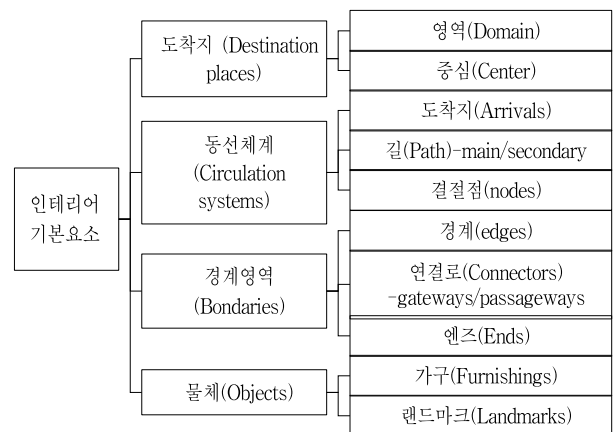 인테리어
기본요소
도착지 (Destination
places)
영역(Domain)
중심(Center)
동선체계
(Circulation
systems)
도착지(Arrivals)
길(Path)-main/secondary
결절점(nodes)
경계영역
(Bondaries)
경계(edges)
연결로(Connectors)
-gateways/passageways
엔즈(Ends)
물체(Objects)
가구(Furnishings)
랜드마크(Landmarks)